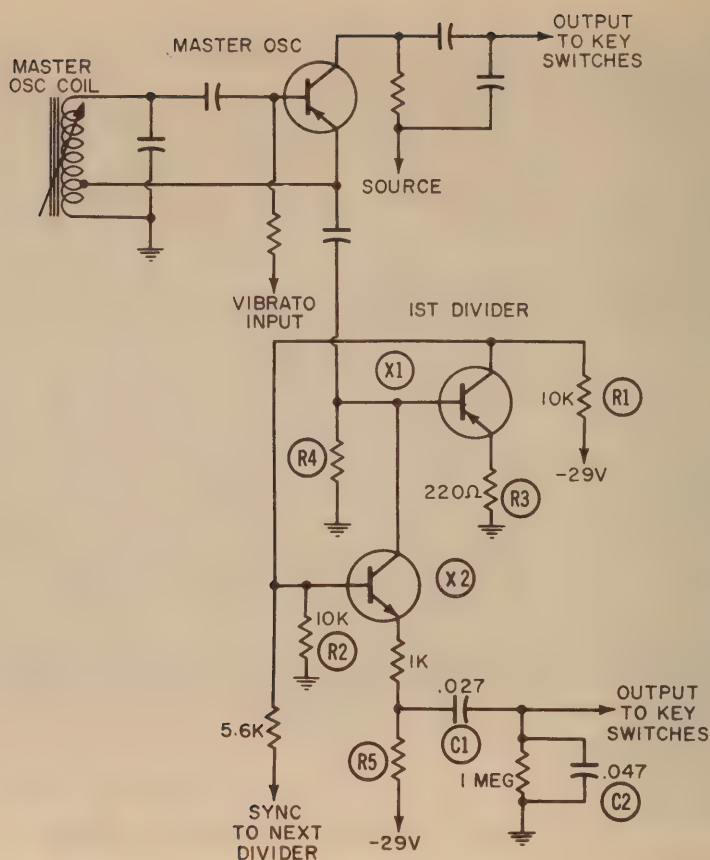 MASTER OSC
OUTPUT
TO KEY
SWITCHES
MASTER
OSC COIL
SOURCE
VIBRATO
INPUT
1ST DIVIDER
X1
10K
R1
-29V
R4
220Ω
R3
X2
10K
R2
1K
.027
C1
OUTPUT
TO KEY
SWITCHES
5.6K
R5
1 MEG
.047
C2
SYNC
TO NEXT
DIVIDER
-29V